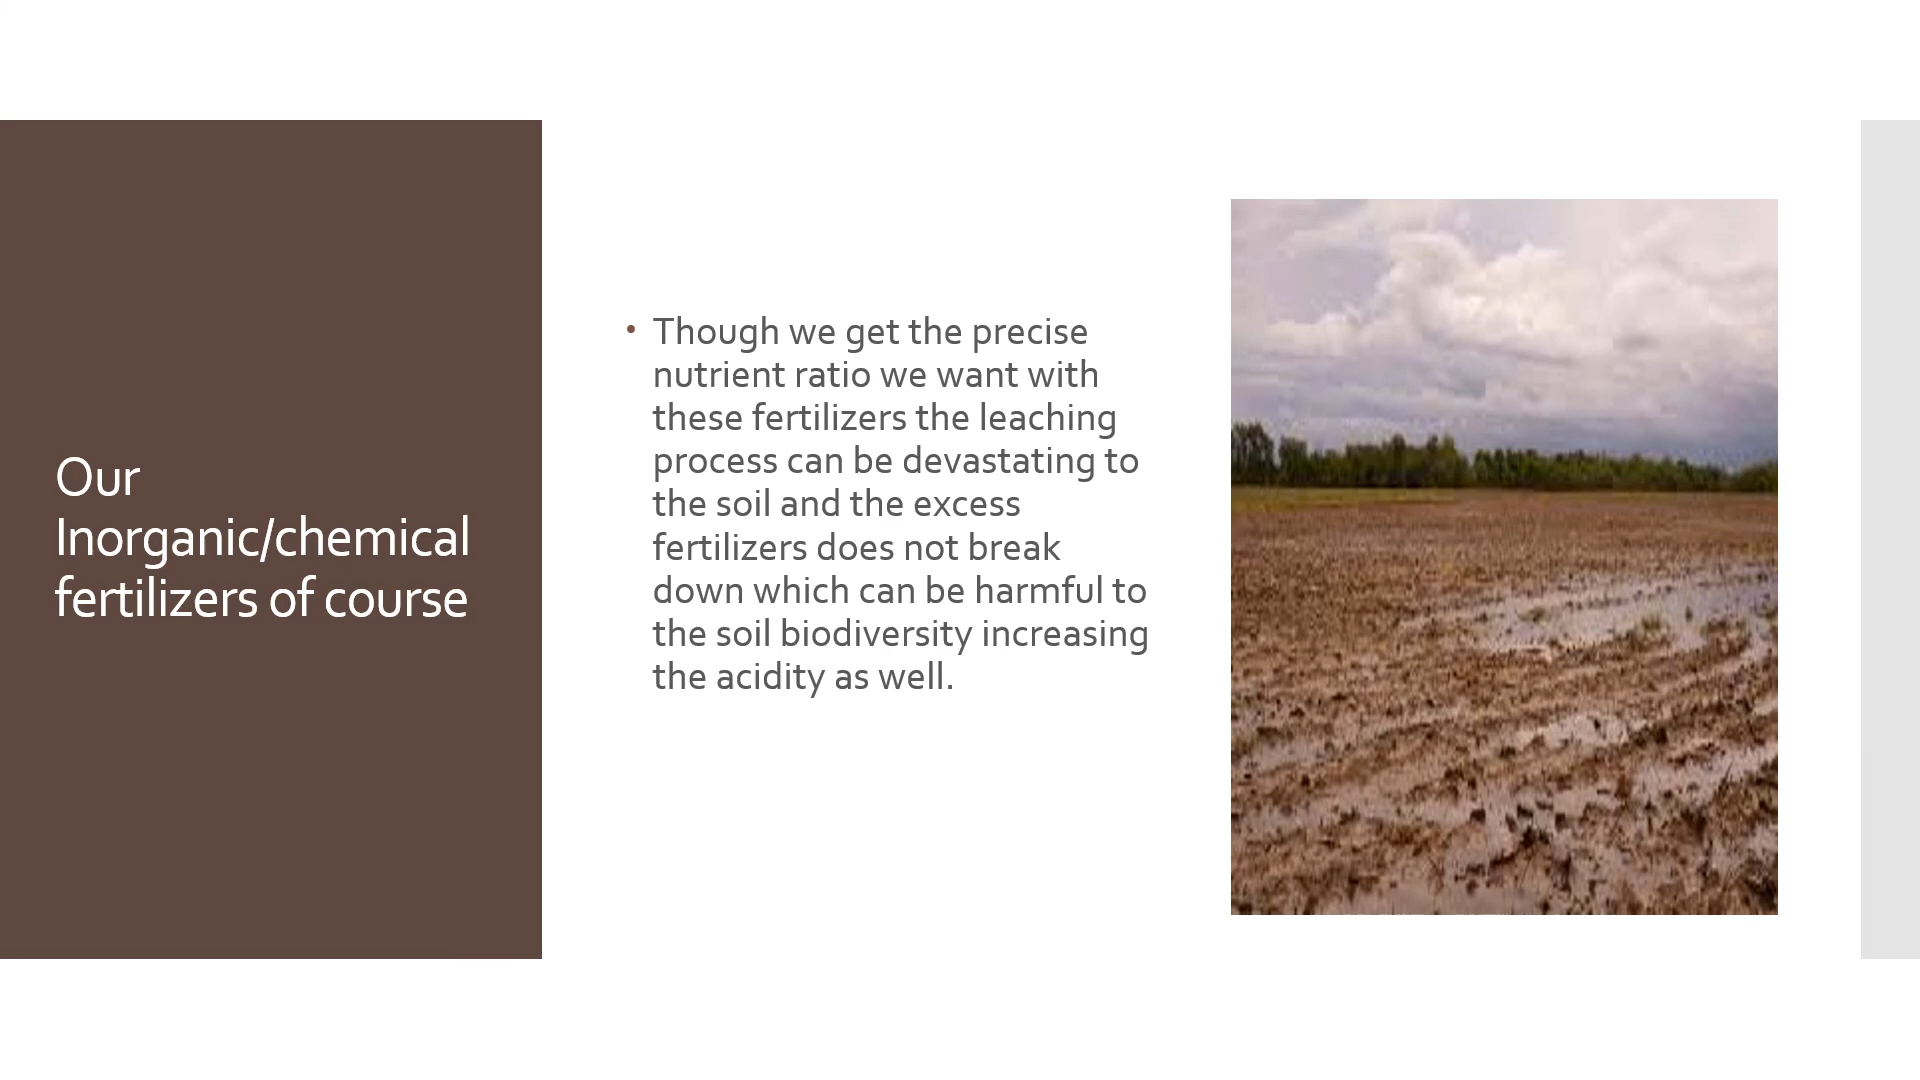 Our
Inorganic/chemical
fertilizers of course
• Though we get the precise
nutrient ratio we want with
these fertilizers the leaching
process can be devastating to
the soil and the excess
fertilizers does not break
down which can be harmful to
the soil biodiversity increasing
the acidity as well.